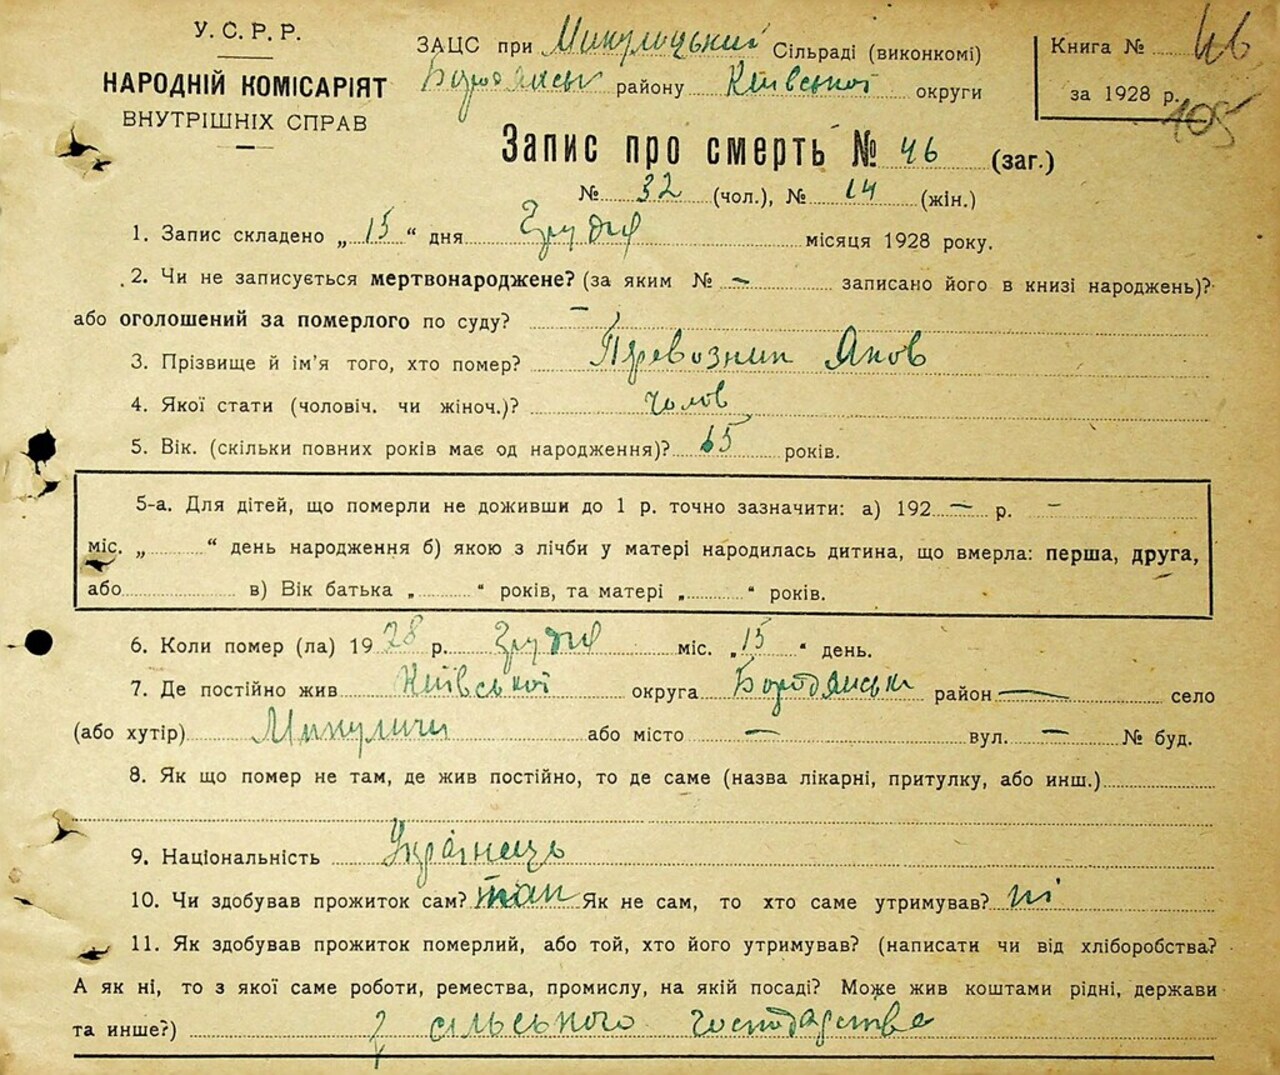 У.С.Р.Р.
НАРОДНІЙ КОМІСАРІЯТ
ВНУТРІШНІХ СПРАВ
ЗАЦС при Микулицький Сільраді (виконкомі)
Бородянськ району Київської округи
Книга № 46
за 1928 р.
105
Запис про смерть № 46 (заг.)
№ 32 (чол.), № 14 (жін.)
1. Запис складено „ 15 “ дня Грудня місяця 1928 року.
2. Чи не записується мертвонароджене? (за яким № — записано його в книзі народжень)?
або оголошений за померлого по суду? —
3. Прізвище й ім'я того, хто помер? Перевозник Яков
4. Якої стати (чоловіч. чи жіноч.)? чолов
5. Вік. (скільки повних років має од народження)? 65 років.
5-а. Для дітей, що померли не доживши до 1 р. точно зазначити: а) 192 — р. —
міс. „ “ день народження б) якою з лічби у матері народилась дитина, що вмерла: перша, друга,
або в) Вік батька „ “ років, та матері „ “ років.
6. Коли помер (ла) 1928 р. Грудня міс. „ 15 “ день.
7. Де постійно жив Київської округа Бородянськ район — село
(або хутір) Микуличи або місто — вул. — № буд.
8. Як що помер не там, де жив постійно, то де саме (назва лікарні, притулку, або инш.)
9. Національність Українець
10. Чи здобував прожиток сам? так Як не сам, то хто саме утримував? ні
11. Як здобував прожиток померлий, або той, хто його утримував? (написати чи від хліборобства?
А як ні, то з якої саме роботи, ремества, промислу, на якій посаді? Може жив коштами рідні, держави
та инше?) з сільського господарства